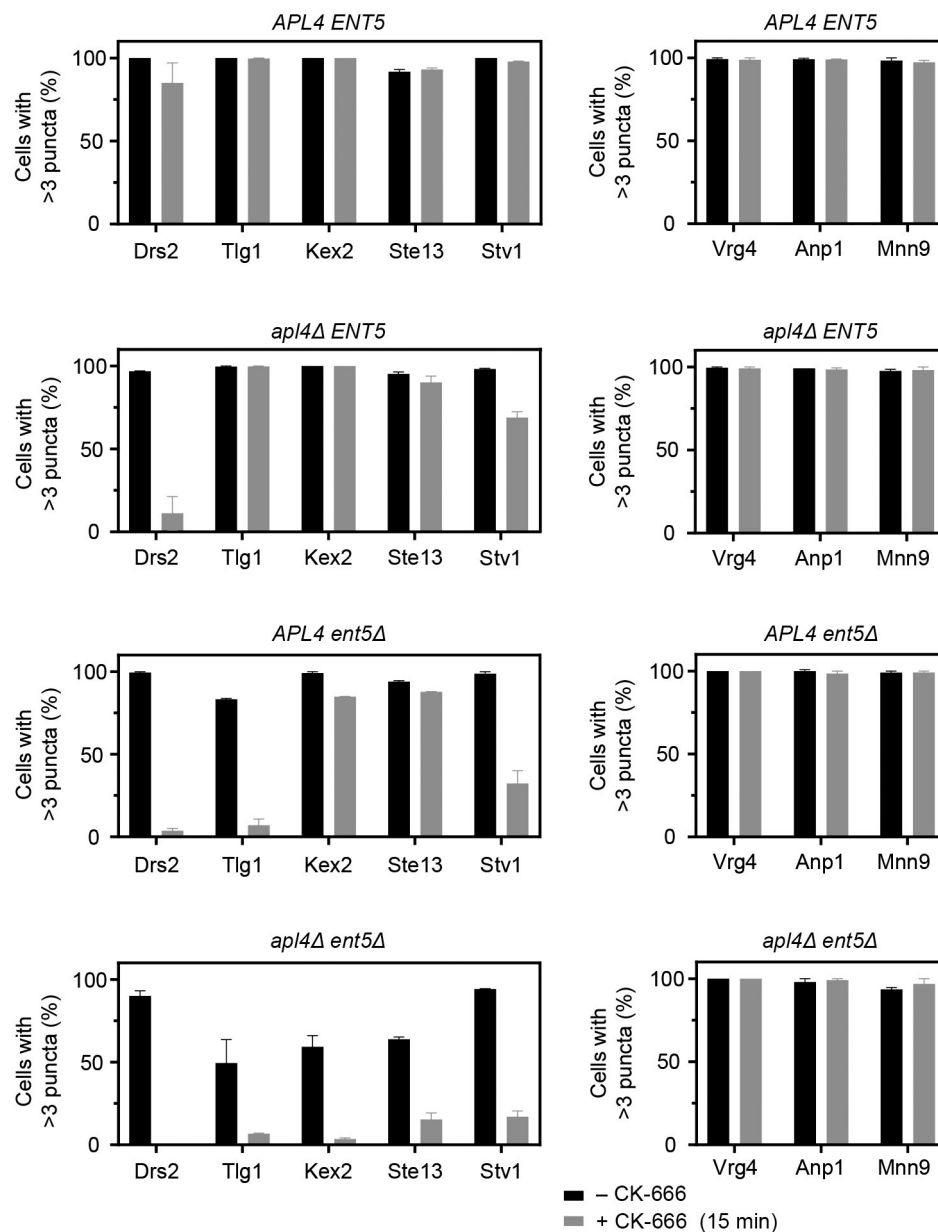 APL4 ENT5
Cells with
>3 puncta (%)
100
50
0
Drs2 Tlg1 Kex2 Ste13 Stv1
APL4 ENT5
Cells with
>3 puncta (%)
100
50
0
Vrg4 Anp1 Mnn9
apl4Δ ENT5
Cells with
>3 puncta (%)
100
50
0
Drs2 Tlg1 Kex2 Ste13 Stv1
apl4Δ ENT5
Cells with
>3 puncta (%)
100
50
0
Vrg4 Anp1 Mnn9
APL4 ent5Δ
Cells with
>3 puncta (%)
100
50
0
Drs2 Tlg1 Kex2 Ste13 Stv1
APL4 ent5Δ
Cells with
>3 puncta (%)
100
50
0
Vrg4 Anp1 Mnn9
apl4Δ ent5Δ
Cells with
>3 puncta (%)
100
50
0
Drs2 Tlg1 Kex2 Ste13 Stv1
apl4Δ ent5Δ
Cells with
>3 puncta (%)
100
50
0
Vrg4 Anp1 Mnn9
– CK-666
+ CK-666 (15 min)